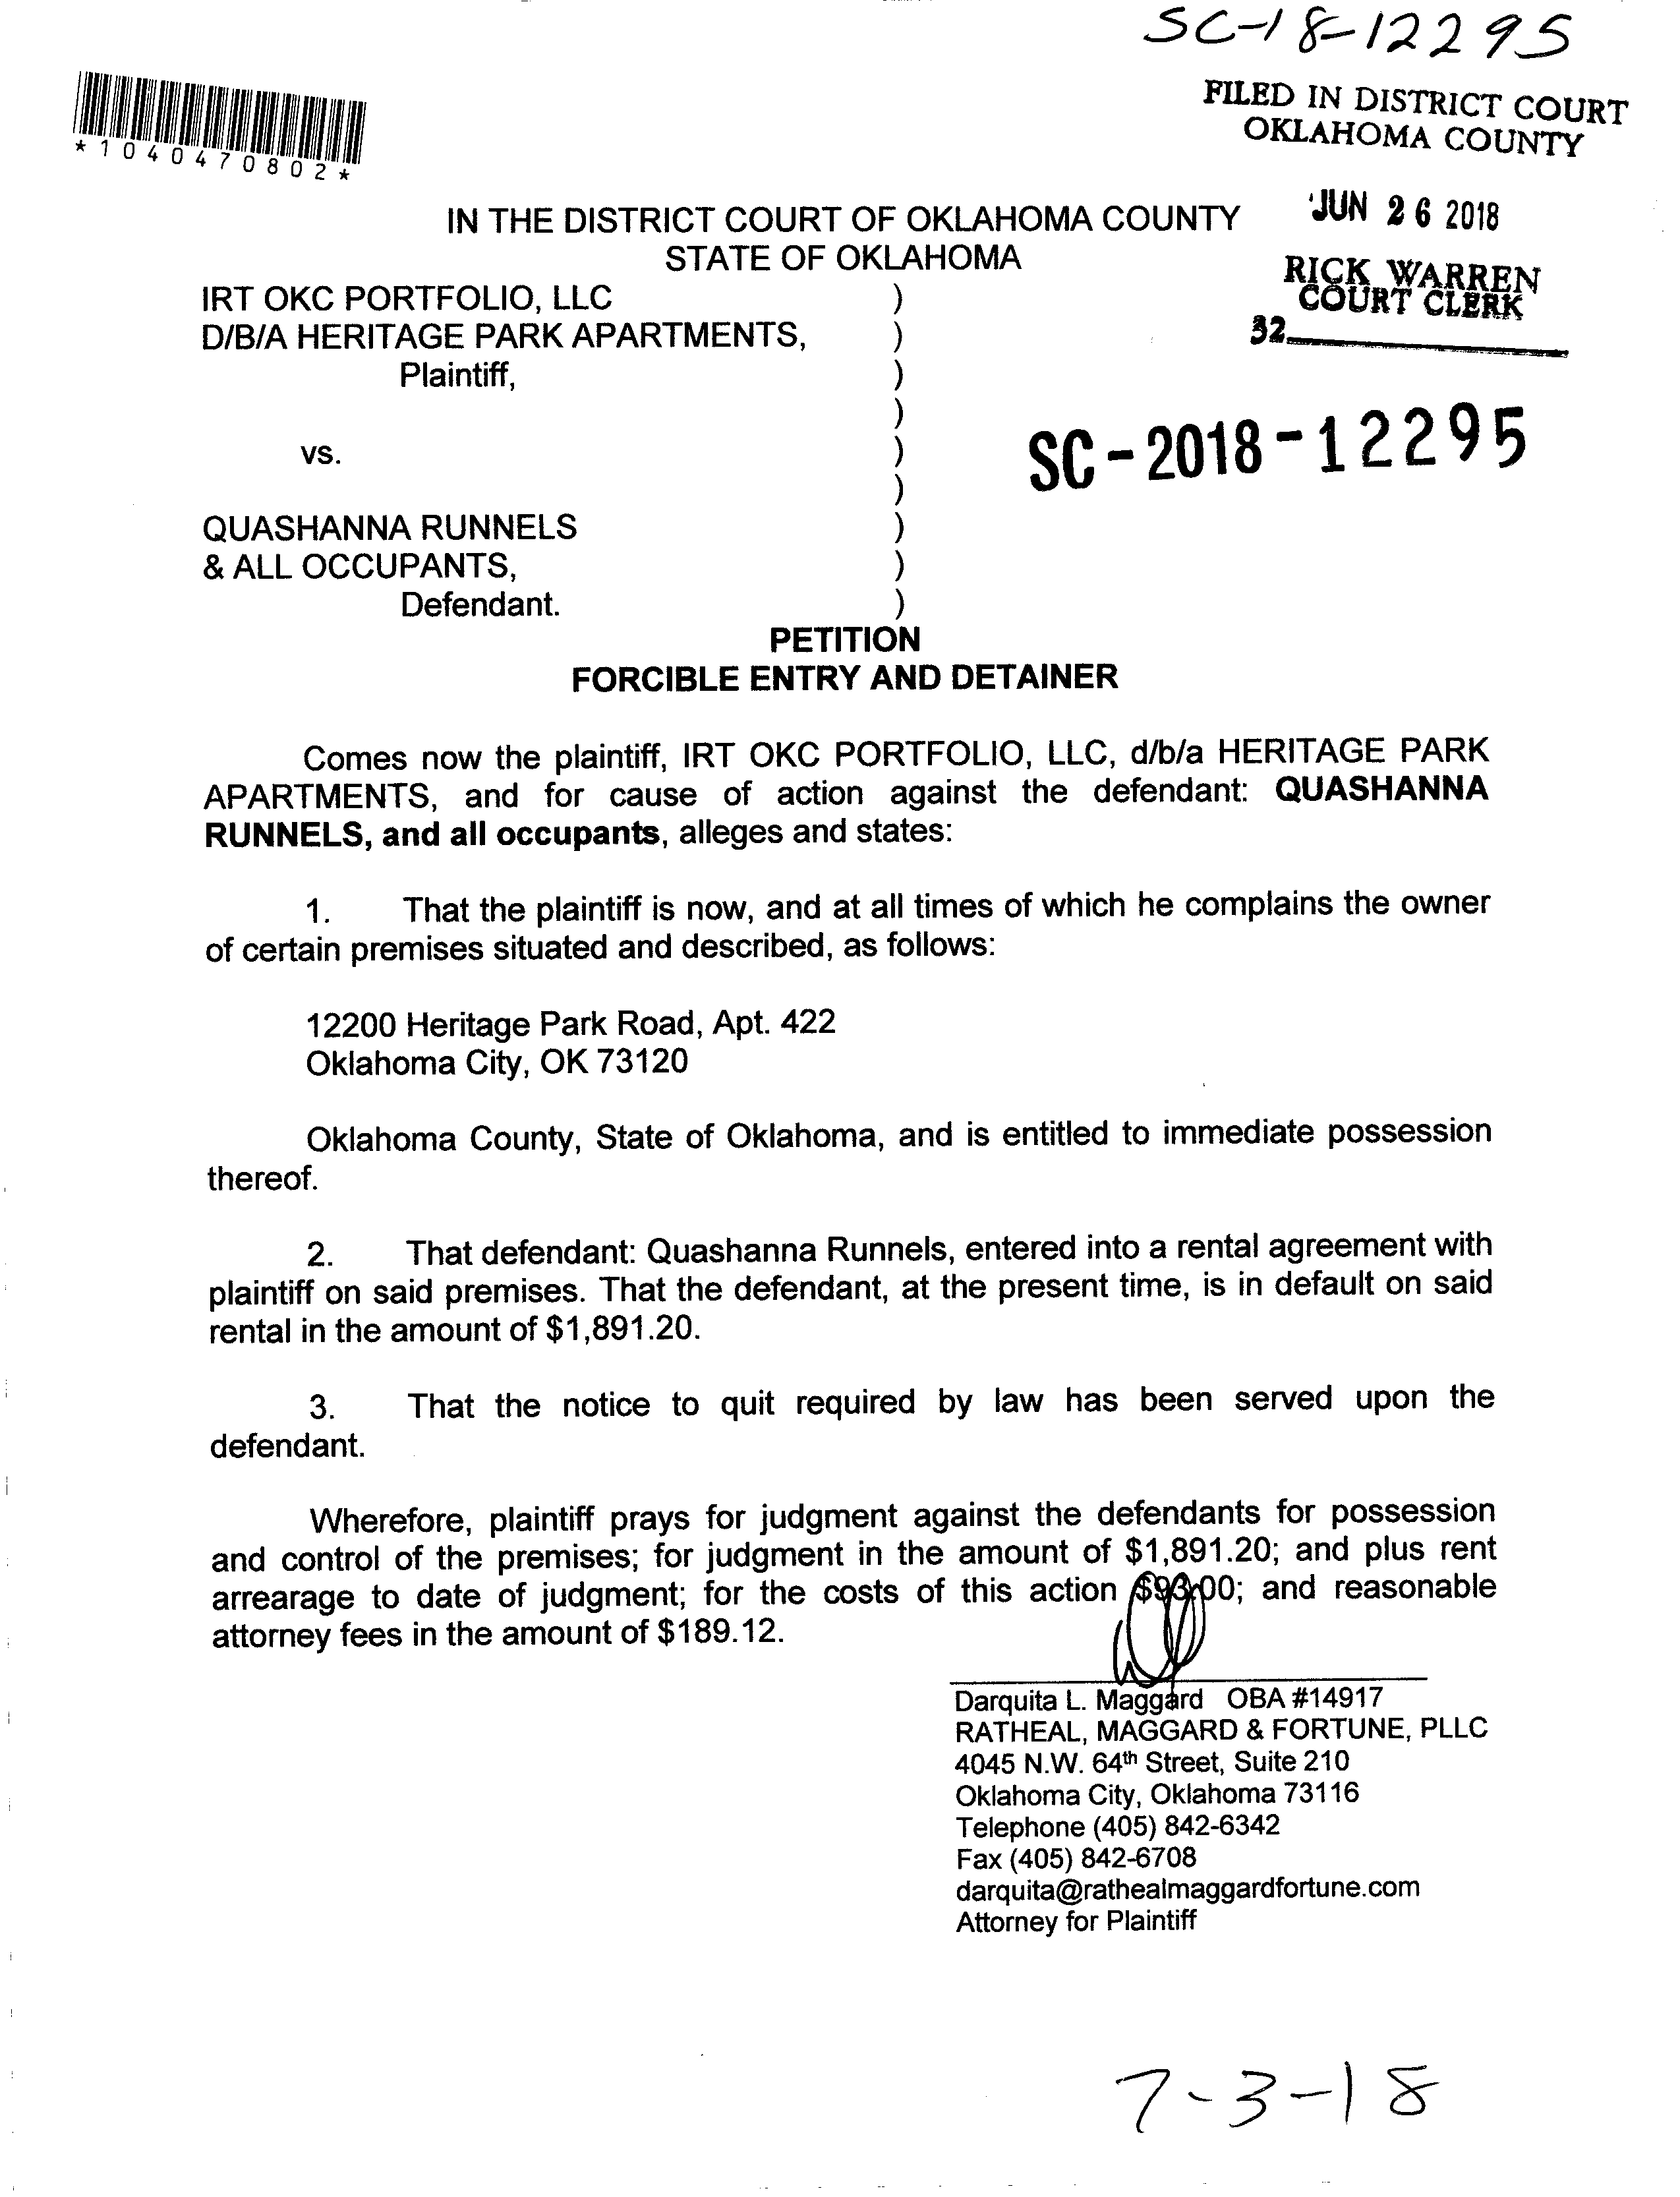 SC-18-12295
FILED IN DISTRICT COURT
OKLAHOMA COUNTY
*1040470802*
JUN 26 2018
IN THE DISTRICT COURT OF OKLAHOMA COUNTY
STATE OF OKLAHOMA
RICK WARREN
COURT CLERK
32
IRT OKC PORTFOLIO, LLC )
D/B/A HERITAGE PARK APARTMENTS, )
Plaintiff, )
)
vs. )
)
SC-2018-12295
QUASHANNA RUNNELS )
& ALL OCCUPANTS, )
Defendant. )
PETITION
FORCIBLE ENTRY AND DETAINER
Comes now the plaintiff, IRT OKC PORTFOLIO, LLC, d/b/a HERITAGE PARK
APARTMENTS, and for cause of action against the defendant: QUASHANNA
RUNNELS, and all occupants, alleges and states:
1. That the plaintiff is now, and at all times of which he complains the owner
of certain premises situated and described, as follows:
12200 Heritage Park Road, Apt. 422
Oklahoma City, OK 73120
Oklahoma County, State of Oklahoma, and is entitled to immediate possession
thereof.
2. That defendant: Quashanna Runnels, entered into a rental agreement with
plaintiff on said premises. That the defendant, at the present time, is in default on said
rental in the amount of $1,891.20.
3. That the notice to quit required by law has been served upon the
defendant.
Wherefore, plaintiff prays for judgment against the defendants for possession
and control of the premises; for judgment in the amount of $1,891.20; and plus rent
arrearage to date of judgment; for the costs of this action $93.00; and reasonable
attorney fees in the amount of $189.12.
Darquita L. Maggard OBA #14917
RATHEAL, MAGGARD & FORTUNE, PLLC
4045 N.W. 64th Street, Suite 210
Oklahoma City, Oklahoma 73116
Telephone (405) 842-6342
Fax (405) 842-6708
darquita@rathealmaggardfortune.com
Attorney for Plaintiff
7-3-18